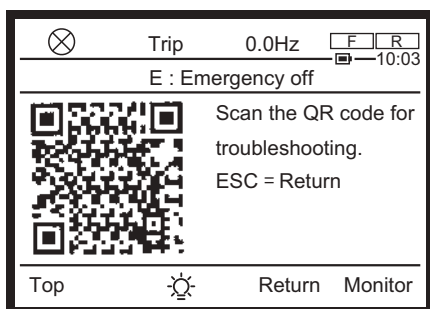 Trip 0.0Hz F R
10:03
E : Emergency off
Scan the QR code for
troubleshooting.
ESC = Return
Top Return Monitor